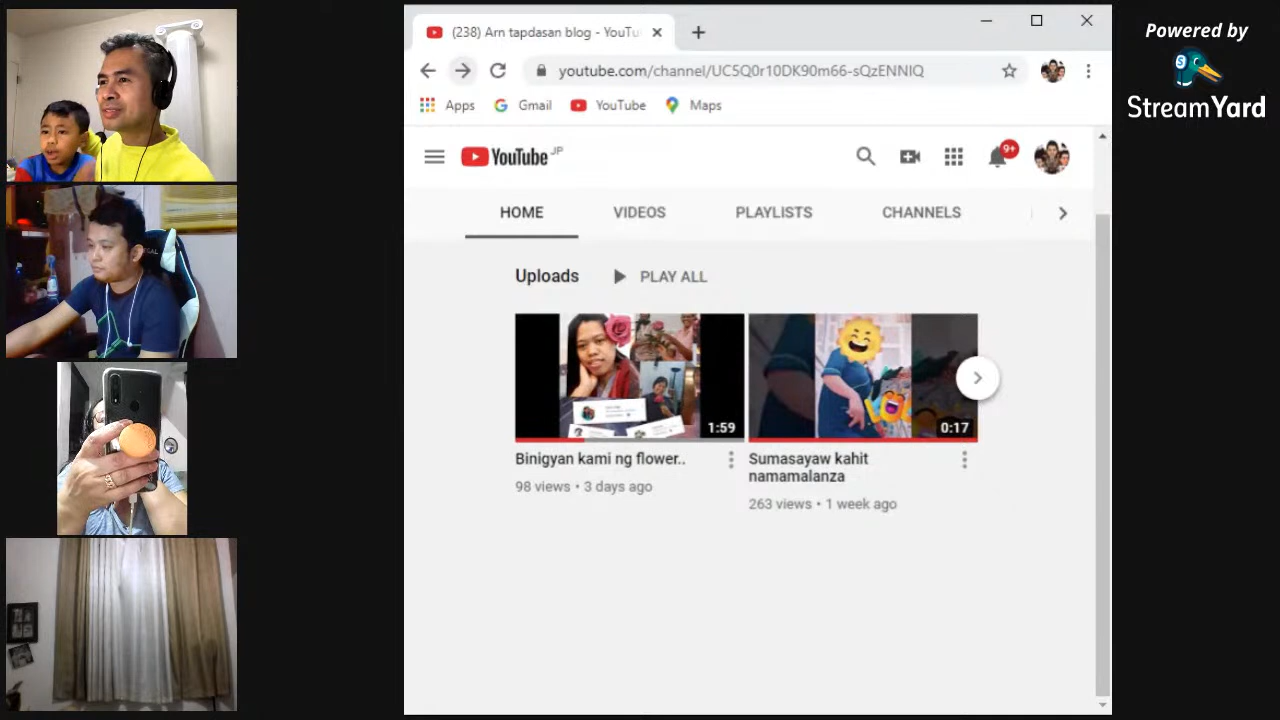 (238) Arn tapdasan blog - YouTu
youtube.com/channel/UC5Q0r10DK90m66-sQzENNIQ
Apps Gmail YouTube Maps
YouTube JP
9+
HOME VIDEOS PLAYLISTS CHANNELS
Uploads PLAY ALL
1:59 0:17
Binigyan kami ng flower..
98 views • 3 days ago
Sumasayaw kahit
namamalanza
263 views • 1 week ago
Powered by
StreamYard